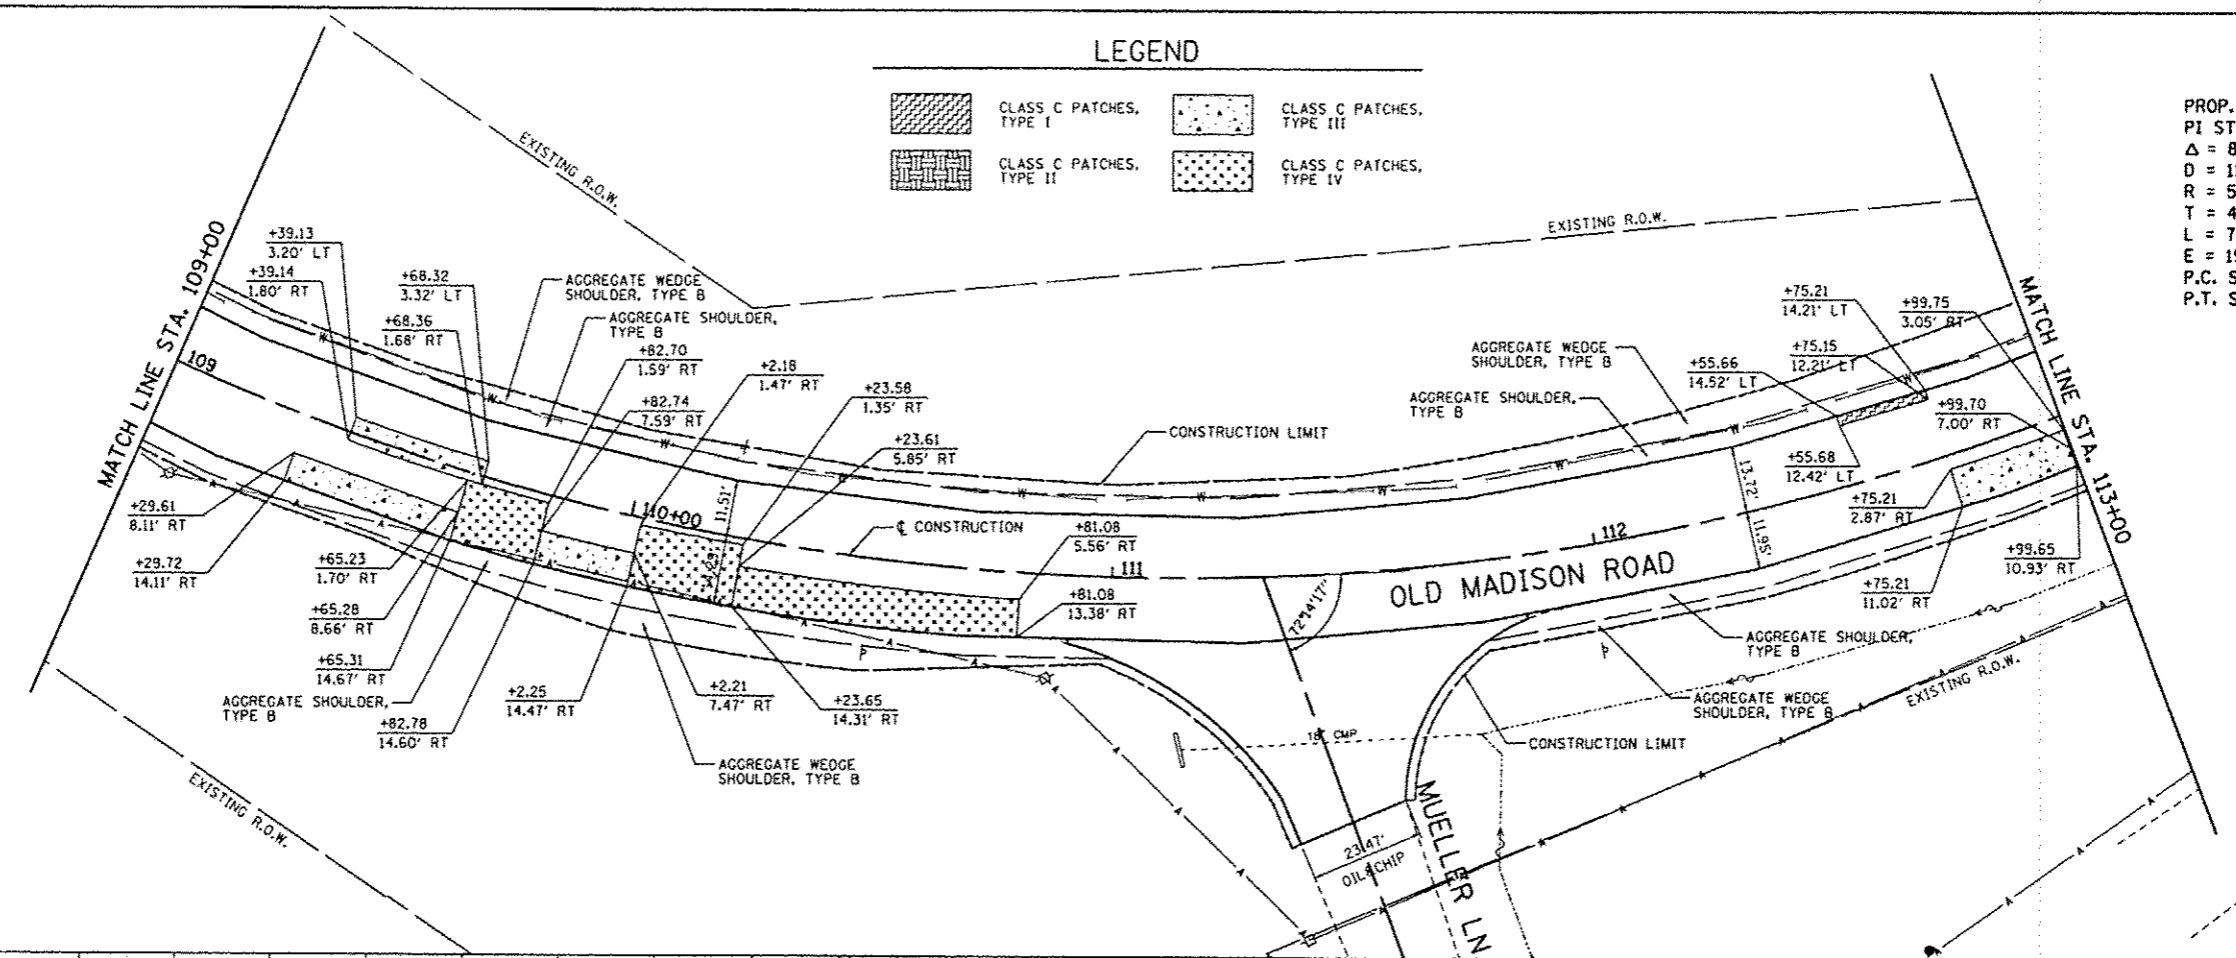 LEGEND
CLASS C PATCHES,
TYPE I
CLASS C PATCHES,
TYPE III
CLASS C PATCHES,
TYPE II
CLASS C PATCHES,
TYPE IV
PROP.
PI ST
Δ = 8
D = 1
R = 5
T = 4
L = 7
E = 19
P.C. S
P.T. S
EXISTING R.O.W.
EXISTING R.O.W.
MATCH LINE STA. 109+00
109
+39.13
3.20' LT
+39.14
1.80' RT
+68.32
3.32' LT
+68.36
1.68' RT
AGGREGATE WEDGE
SHOULDER, TYPE B
AGGREGATE SHOULDER,
TYPE B
+82.70
1.59' RT
+82.74
7.59' RT
+2.18
1.47' RT
+23.58
1.35' RT
+23.61
5.85' RT
CONSTRUCTION LIMIT
AGGREGATE WEDGE
SHOULDER, TYPE B
AGGREGATE SHOULDER,
TYPE B
+75.21
14.21' LT
+99.75
3.05' RT
+75.15
12.21' LT
+55.66
14.52' LT
+99.70
7.00' RT
+55.68
12.42' LT
+75.21
2.87' RT
MATCH LINE STA. 113+00
+99.65
10.93' RT
+75.21
11.02' RT
13.72'
11.95'
11.51'
110+00
℄ CONSTRUCTION
+81.08
5.56' RT
111
112
OLD MADISON ROAD
+81.08
13.38' RT
72°14'17"
+29.61
8.11' RT
+29.72
14.11' RT
+65.23
1.70' RT
+65.28
8.66' RT
+65.31
14.67' RT
AGGREGATE SHOULDER,
TYPE B
+82.78
14.60' RT
+2.25
14.47' RT
+2.21
7.47' RT
+23.65
14.31' RT
AGGREGATE WEDGE
SHOULDER, TYPE B
AGGREGATE SHOULDER,
TYPE B
AGGREGATE WEDGE
SHOULDER, TYPE B
CONSTRUCTION LIMIT
EXISTING R.O.W.
CMP
23.47'
OIL & CHIP
MUELLER LN
EXISTING R.O.W.